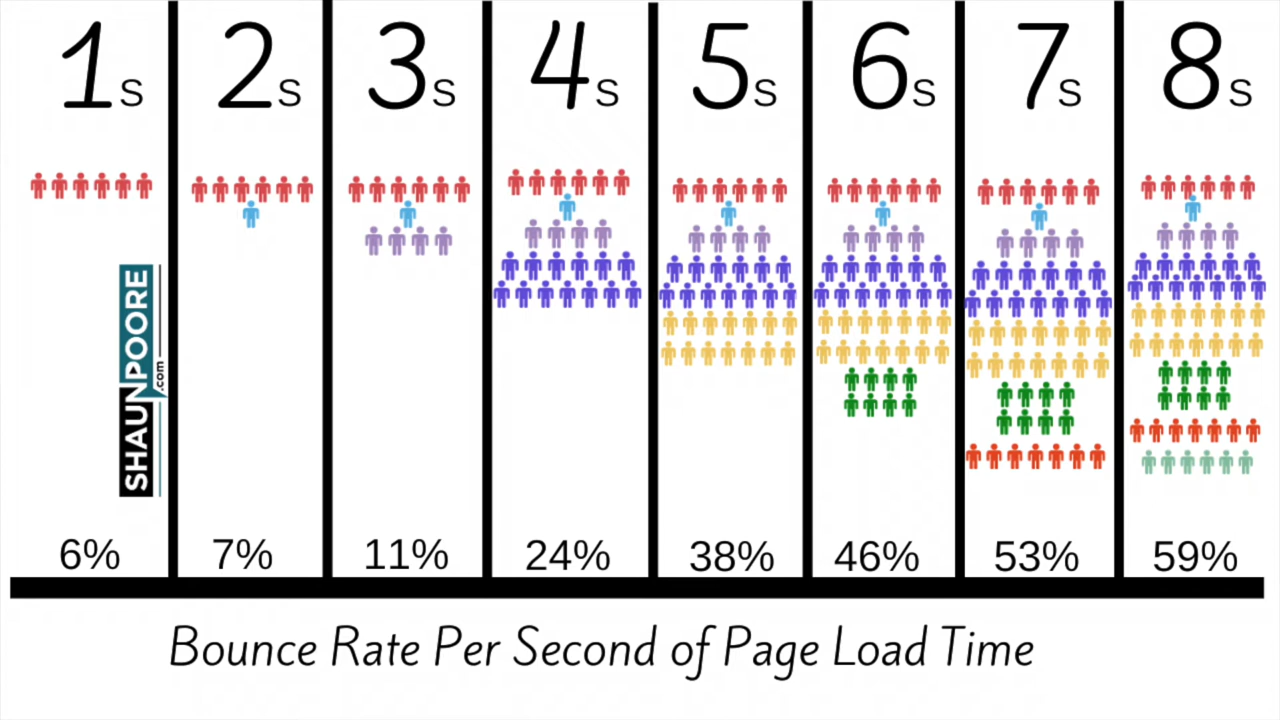 1s 2s 3s 4s 5s 6s 7s 8s
SHAUNPOORE
.com
6% 7% 11% 24% 38% 46% 53% 59%
Bounce Rate Per Second of Page Load Time